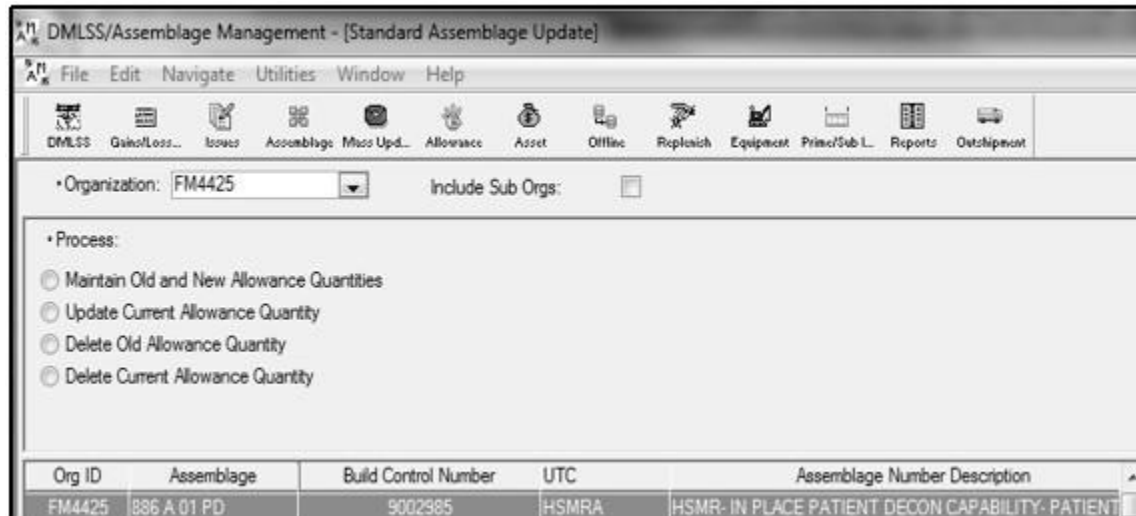 DMLSS/Assemblage Management - [Standard Assemblage Update]
File Edit Navigate Utilities Window Help
DMLSS Gains/Loss... Issues Assemblage Mass Upd... Allowance Asset Offline Replenish Equipment Prime/Sub I... Reports Outshipment
• Organization: FM4425 Include Sub Orgs:
• Process:
Maintain Old and New Allowance Quantities
Update Current Allowance Quantity
Delete Old Allowance Quantity
Delete Current Allowance Quantity
Org ID Assemblage Build Control Number UTC Assemblage Number Description
FM4425 886 A 01 PD 9002985 HSMRA HSMR- IN PLACE PATIENT DECON CAPABILITY- PATIENT